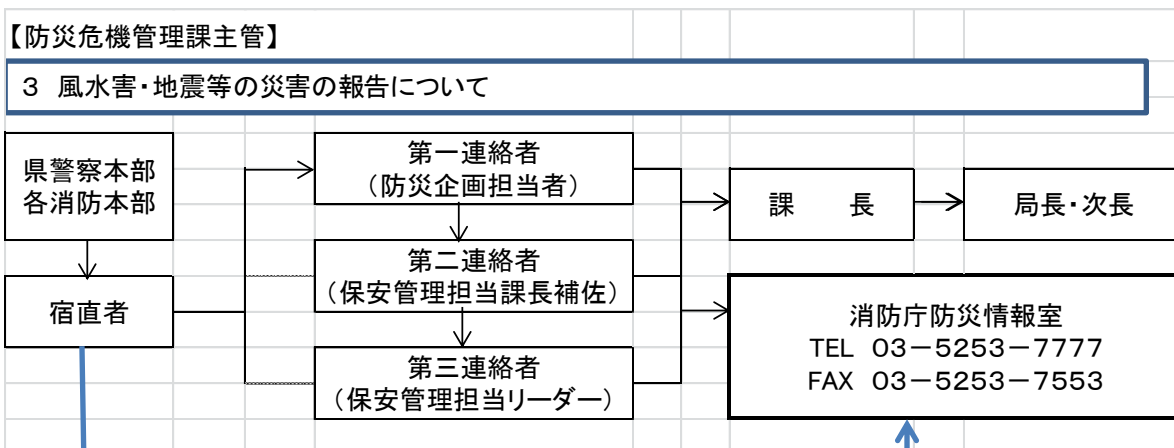 【防災危機管理課主管】
３　風水害・地震等の災害の報告について
県警察本部
各消防本部
宿直者
第一連絡者
（防災企画担当者）
第二連絡者
（保安管理担当課長補佐）
第三連絡者
（保安管理担当リーダー）
課　　長
局長・次長
消防庁防災情報室
TEL　０３－５２５３－７７７７
FAX　０３－５２５３－７５５３